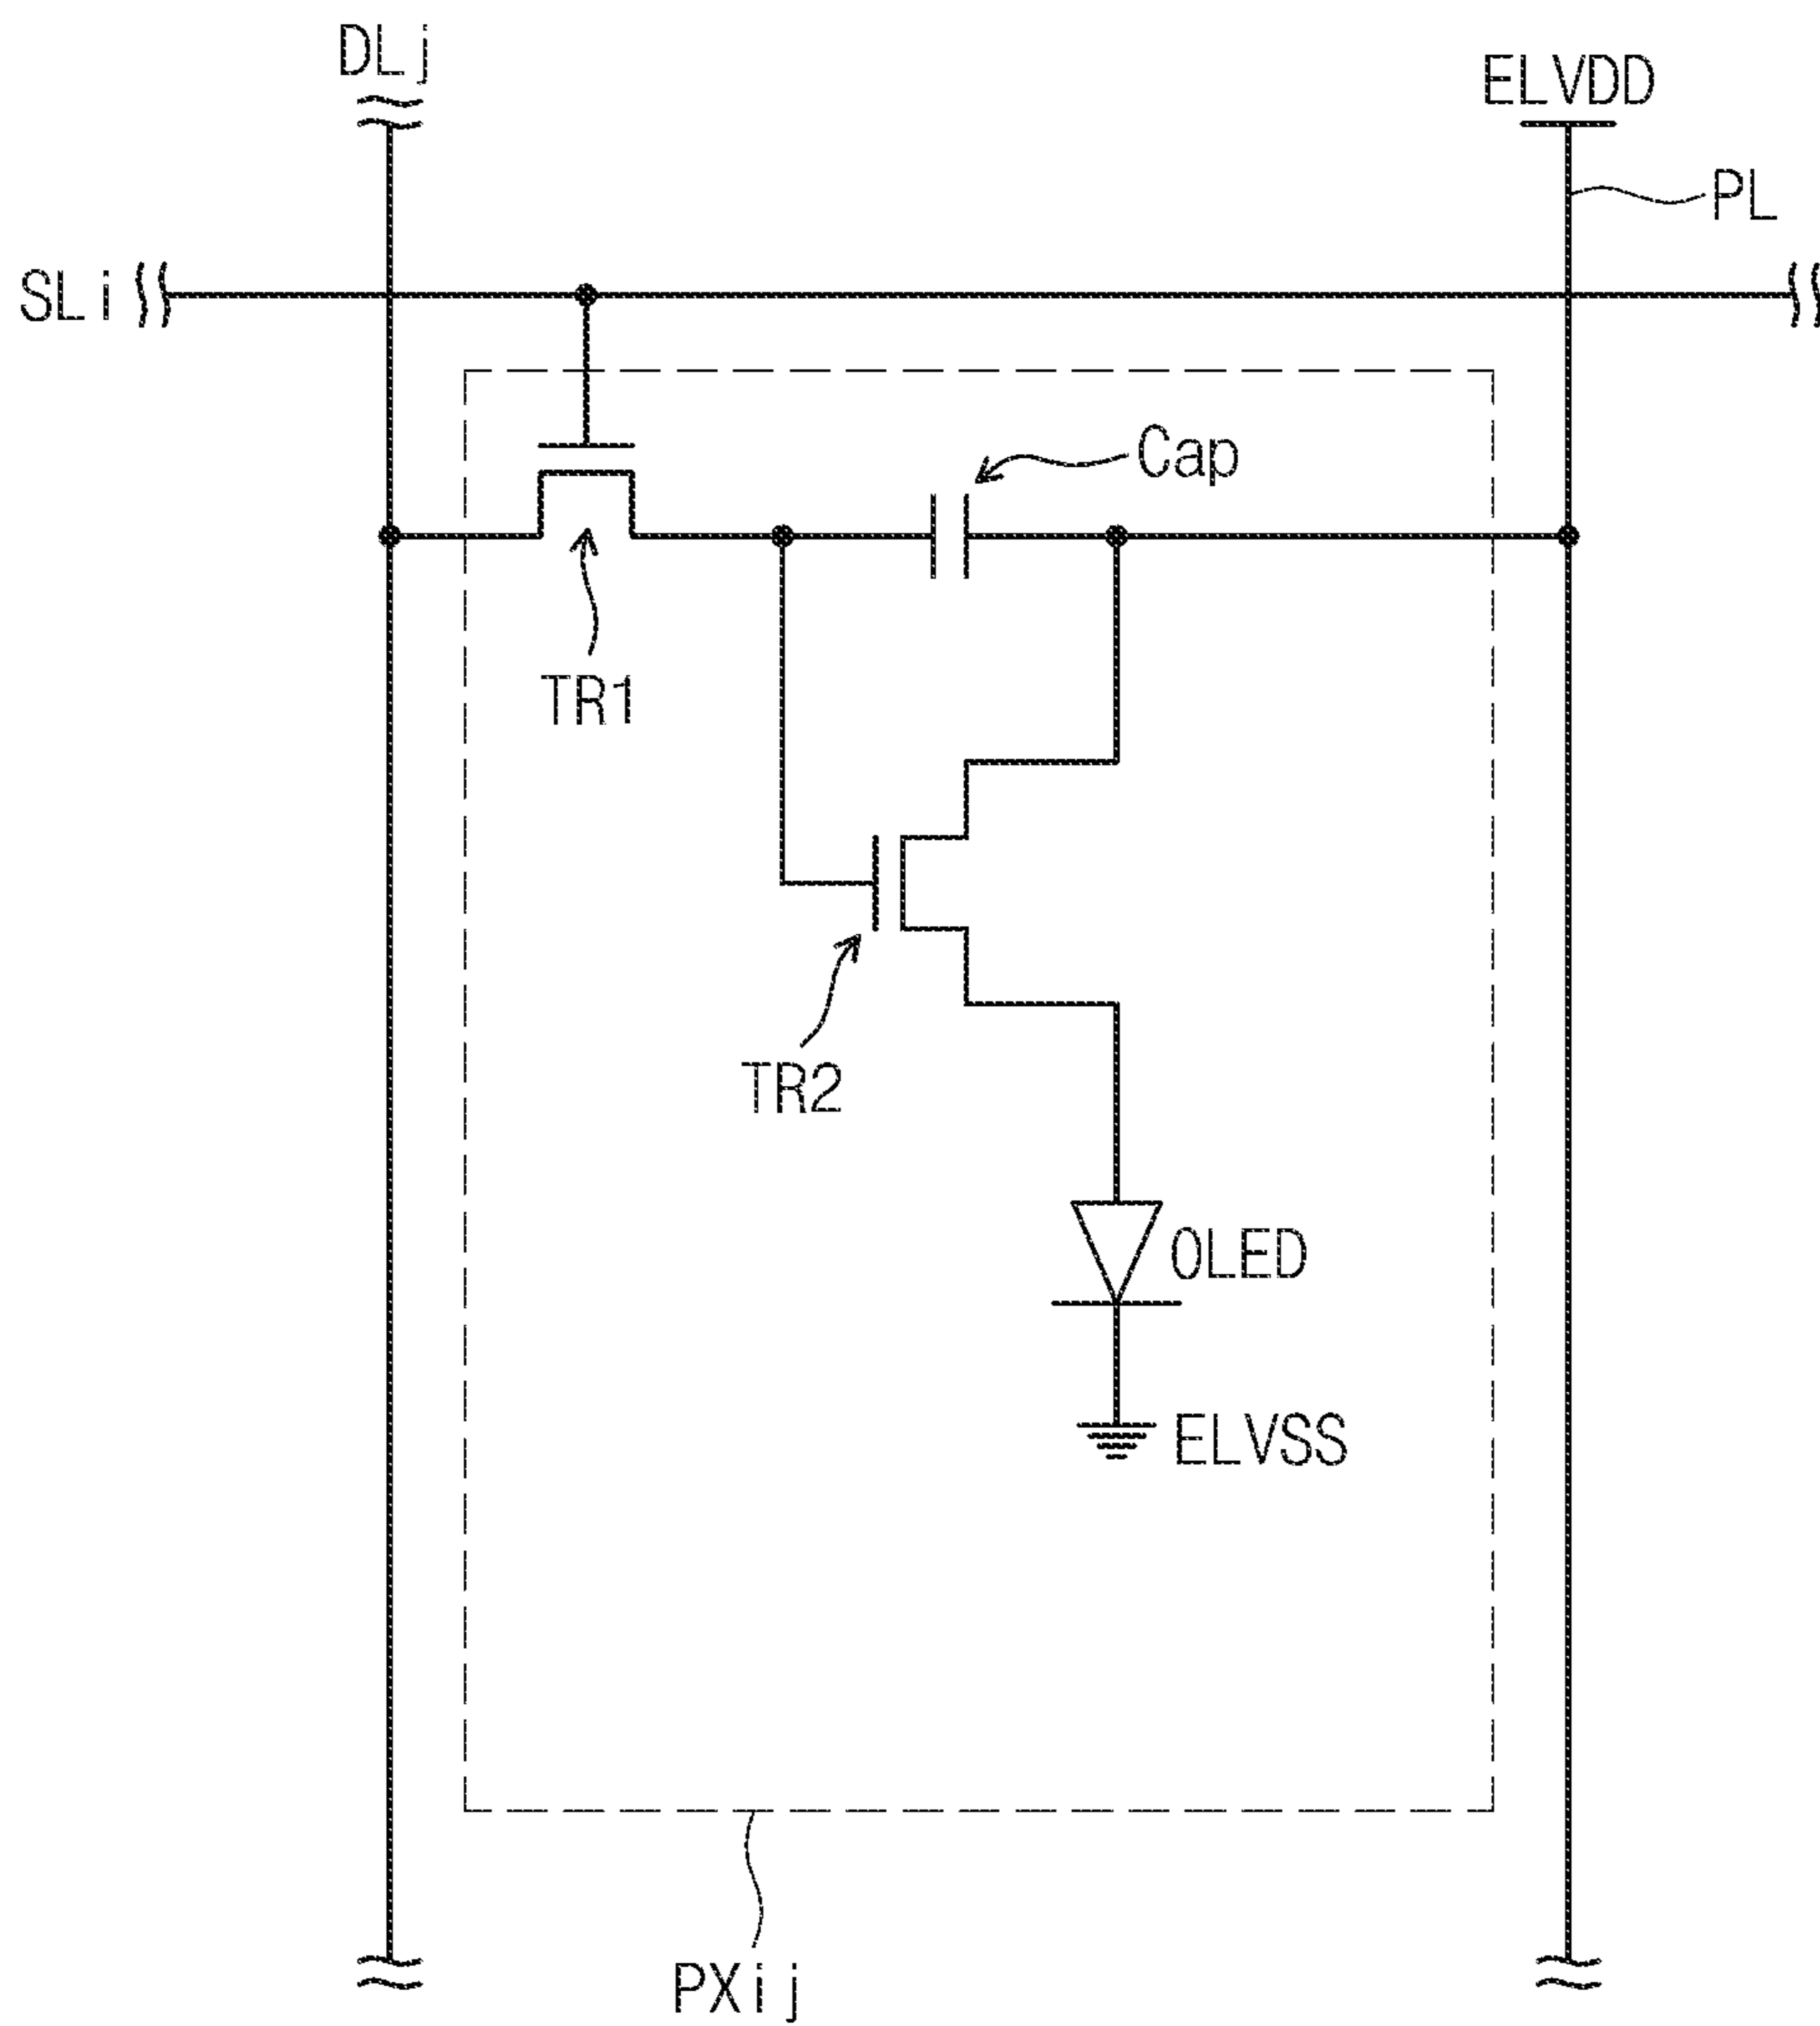 DLj
ELVDD
PL
SLi
Cap
TR1
TR2
OLED
ELVSS
PXij